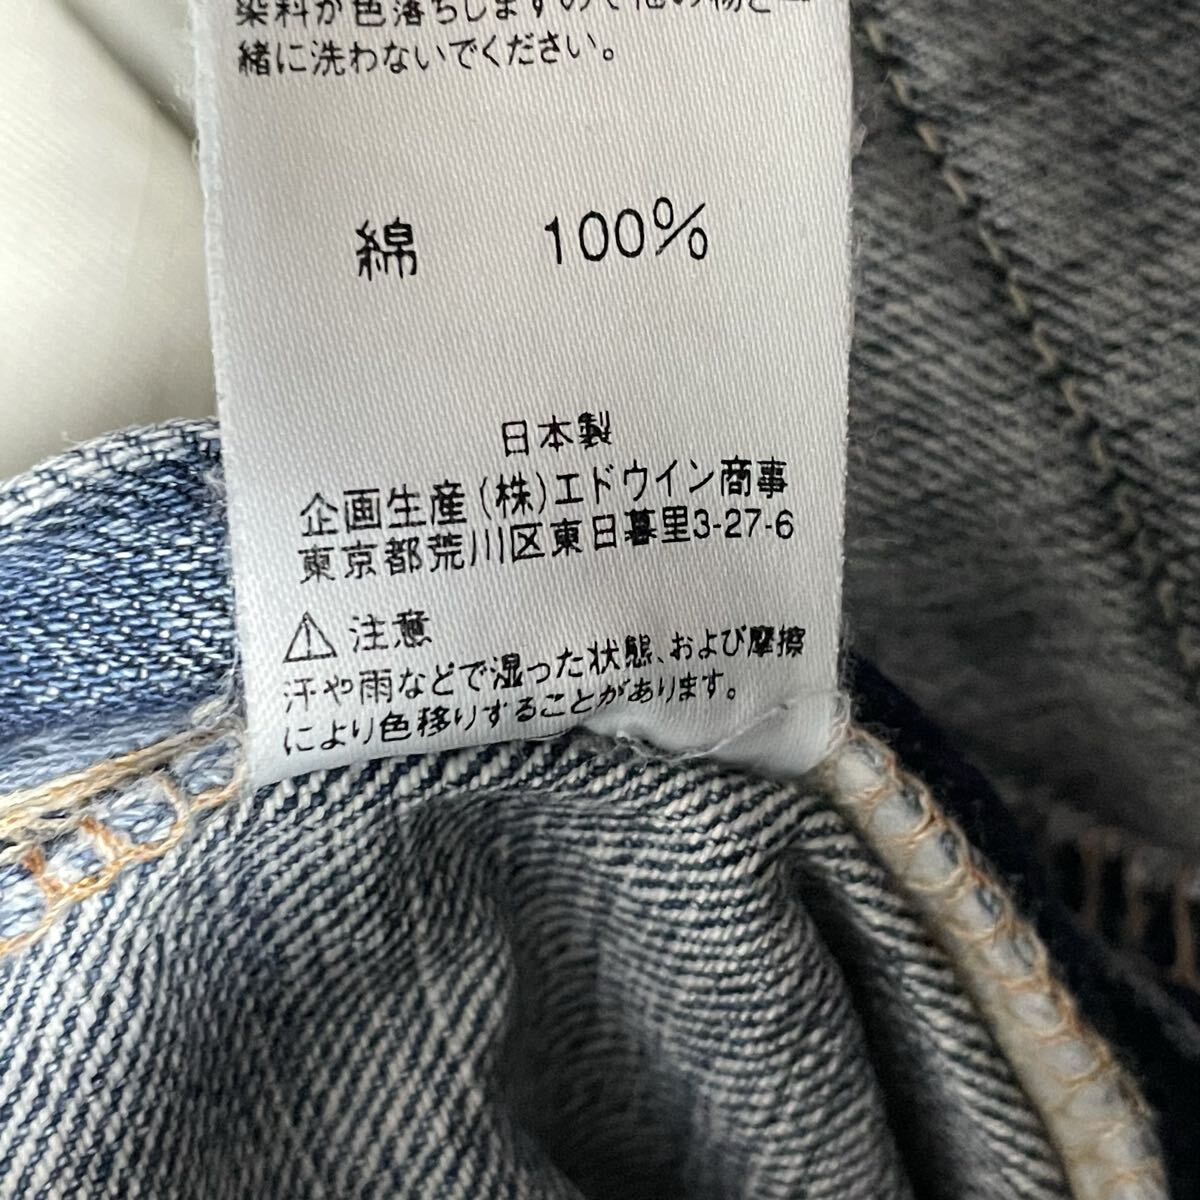 染料が色落ちしますので他の物と一
緒に洗わないでください。
綿 100%
日本製
企画生産(株)エドウイン商事
東京都荒川区東日暮里3-27-6
注意
汗や雨などで湿った状態、および摩擦
により色移りすることがあります。